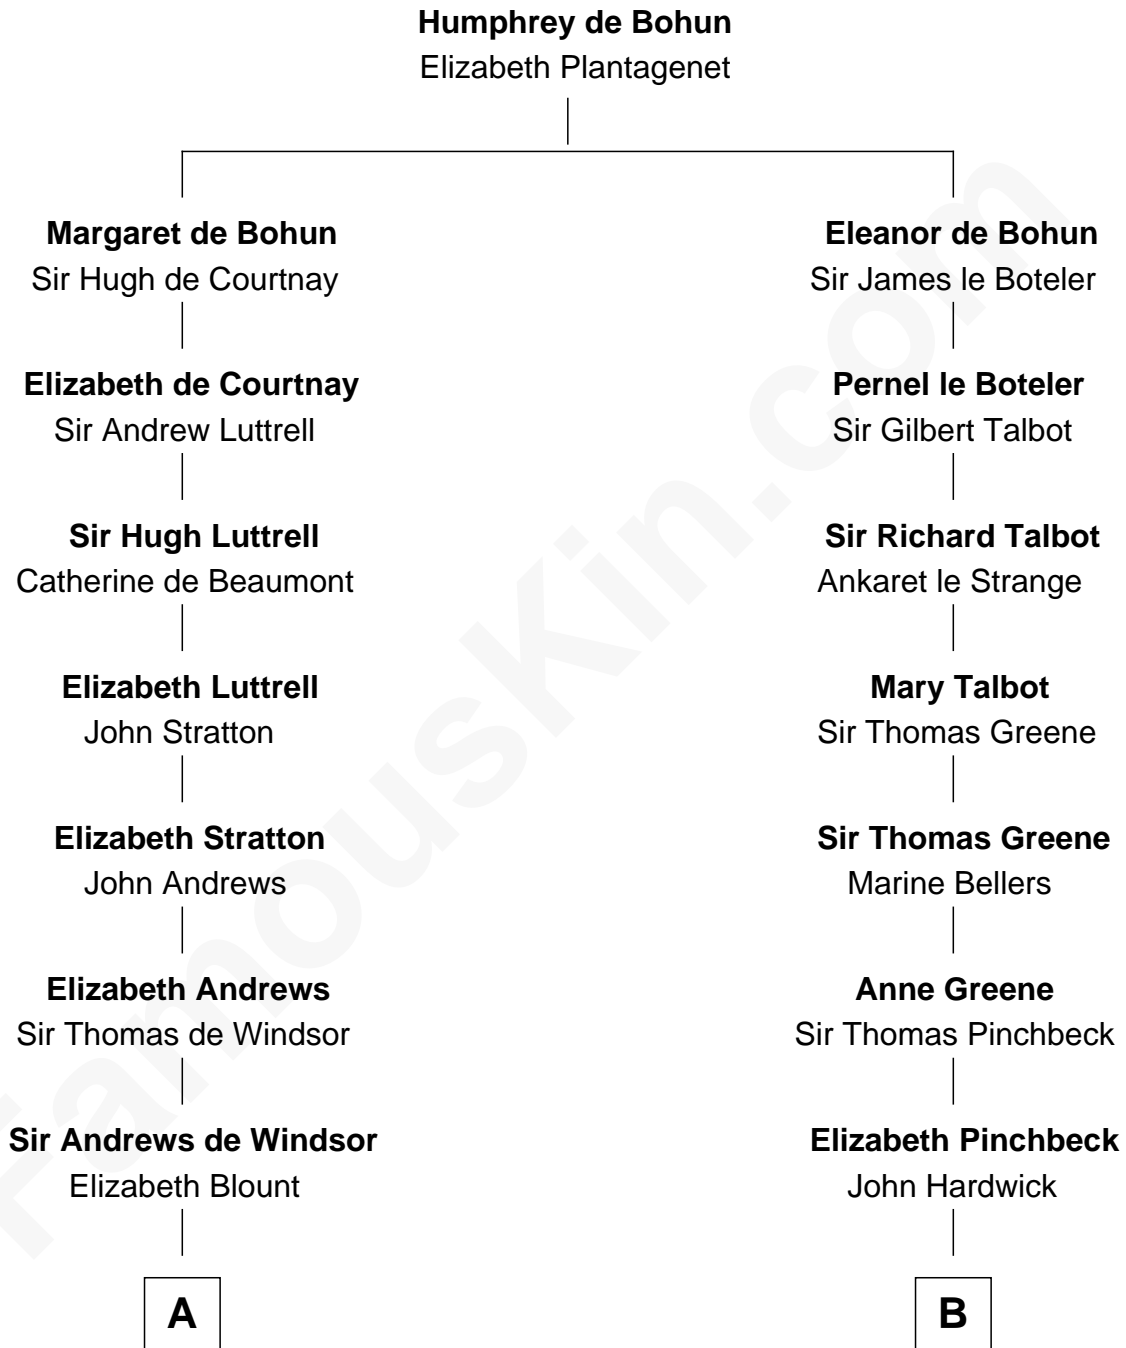 Humphrey de Bohun
Elizabeth Plantagenet
Margaret de Bohun
Sir Hugh de Courtnay
Eleanor de Bohun
Sir James le Boteler
Elizabeth de Courtnay
Sir Andrew Luttrell
Pernel le Boteler
Sir Gilbert Talbot
Sir Hugh Luttrell
Catherine de Beaumont
Sir Richard Talbot
Ankaret le Strange
Elizabeth Luttrell
John Stratton
Mary Talbot
Sir Thomas Greene
Elizabeth Stratton
John Andrews
Sir Thomas Greene
Marine Bellers
Elizabeth Andrews
Sir Thomas de Windsor
Anne Greene
Sir Thomas Pinchbeck
Sir Andrews de Windsor
Elizabeth Blount
Elizabeth Pinchbeck
John Hardwick
A
B
FamousKin.com